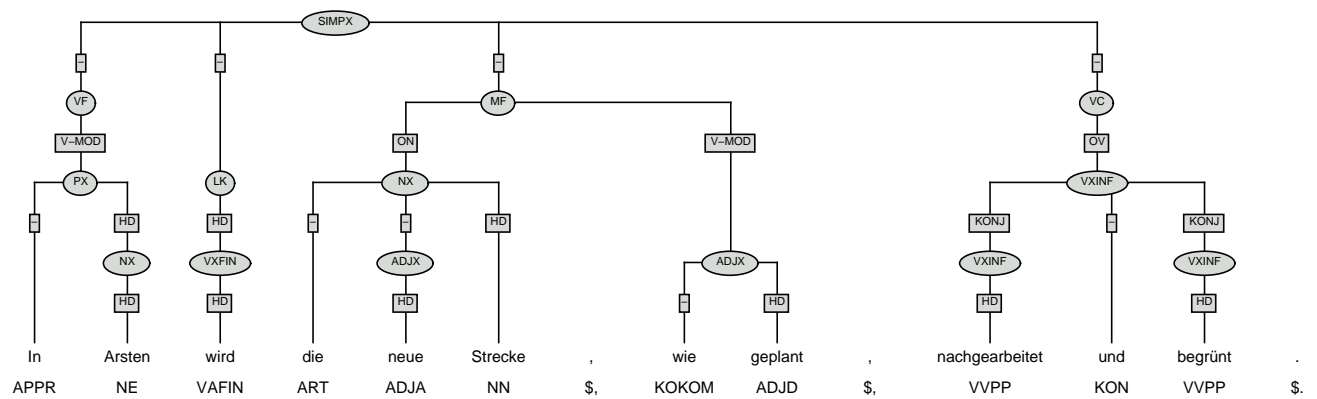 SIMPX
– – – –
VF MF VC
V–MOD ON V–MOD OV
PX LK NX VXINF
– HD HD – – HD KONJ – KONJ
NX VXFIN ADJX ADJX VXINF VXINF
HD HD HD – HD HD HD
In Arsten wird die neue Strecke , wie geplant , nachgearbeitet und begrünt .
APPR NE VAFIN ART ADJA NN $, KOKOM ADJD $, VVPP KON VVPP $.